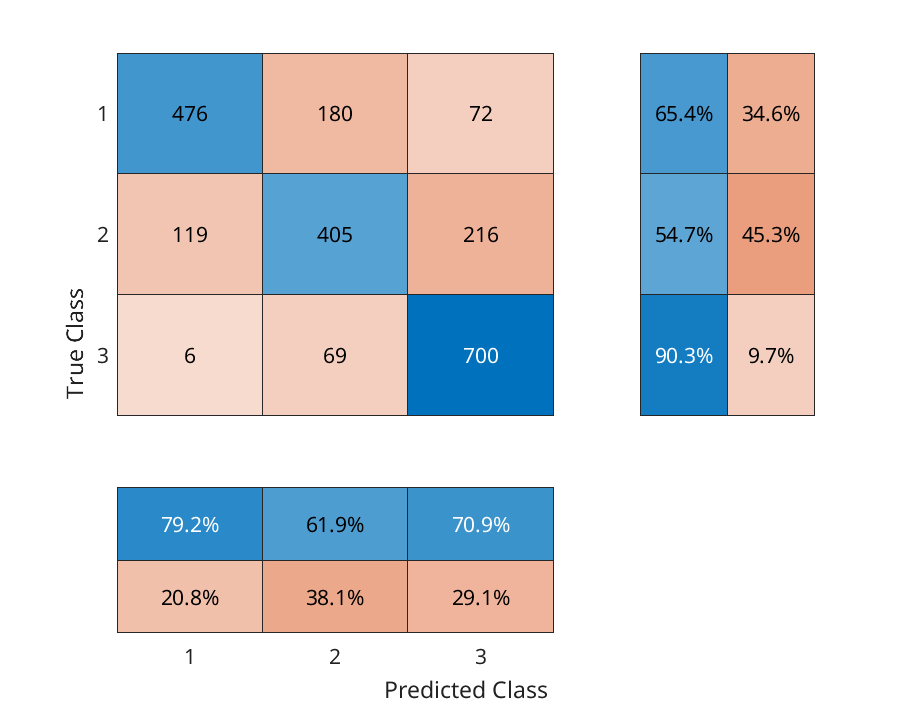 1 476 180 72 65.4% 34.6%
2 119 405 216 54.7% 45.3%
True Class
3 6 69 700 90.3% 9.7%
79.2% 61.9% 70.9%
20.8% 38.1% 29.1%
1 2 3
Predicted Class